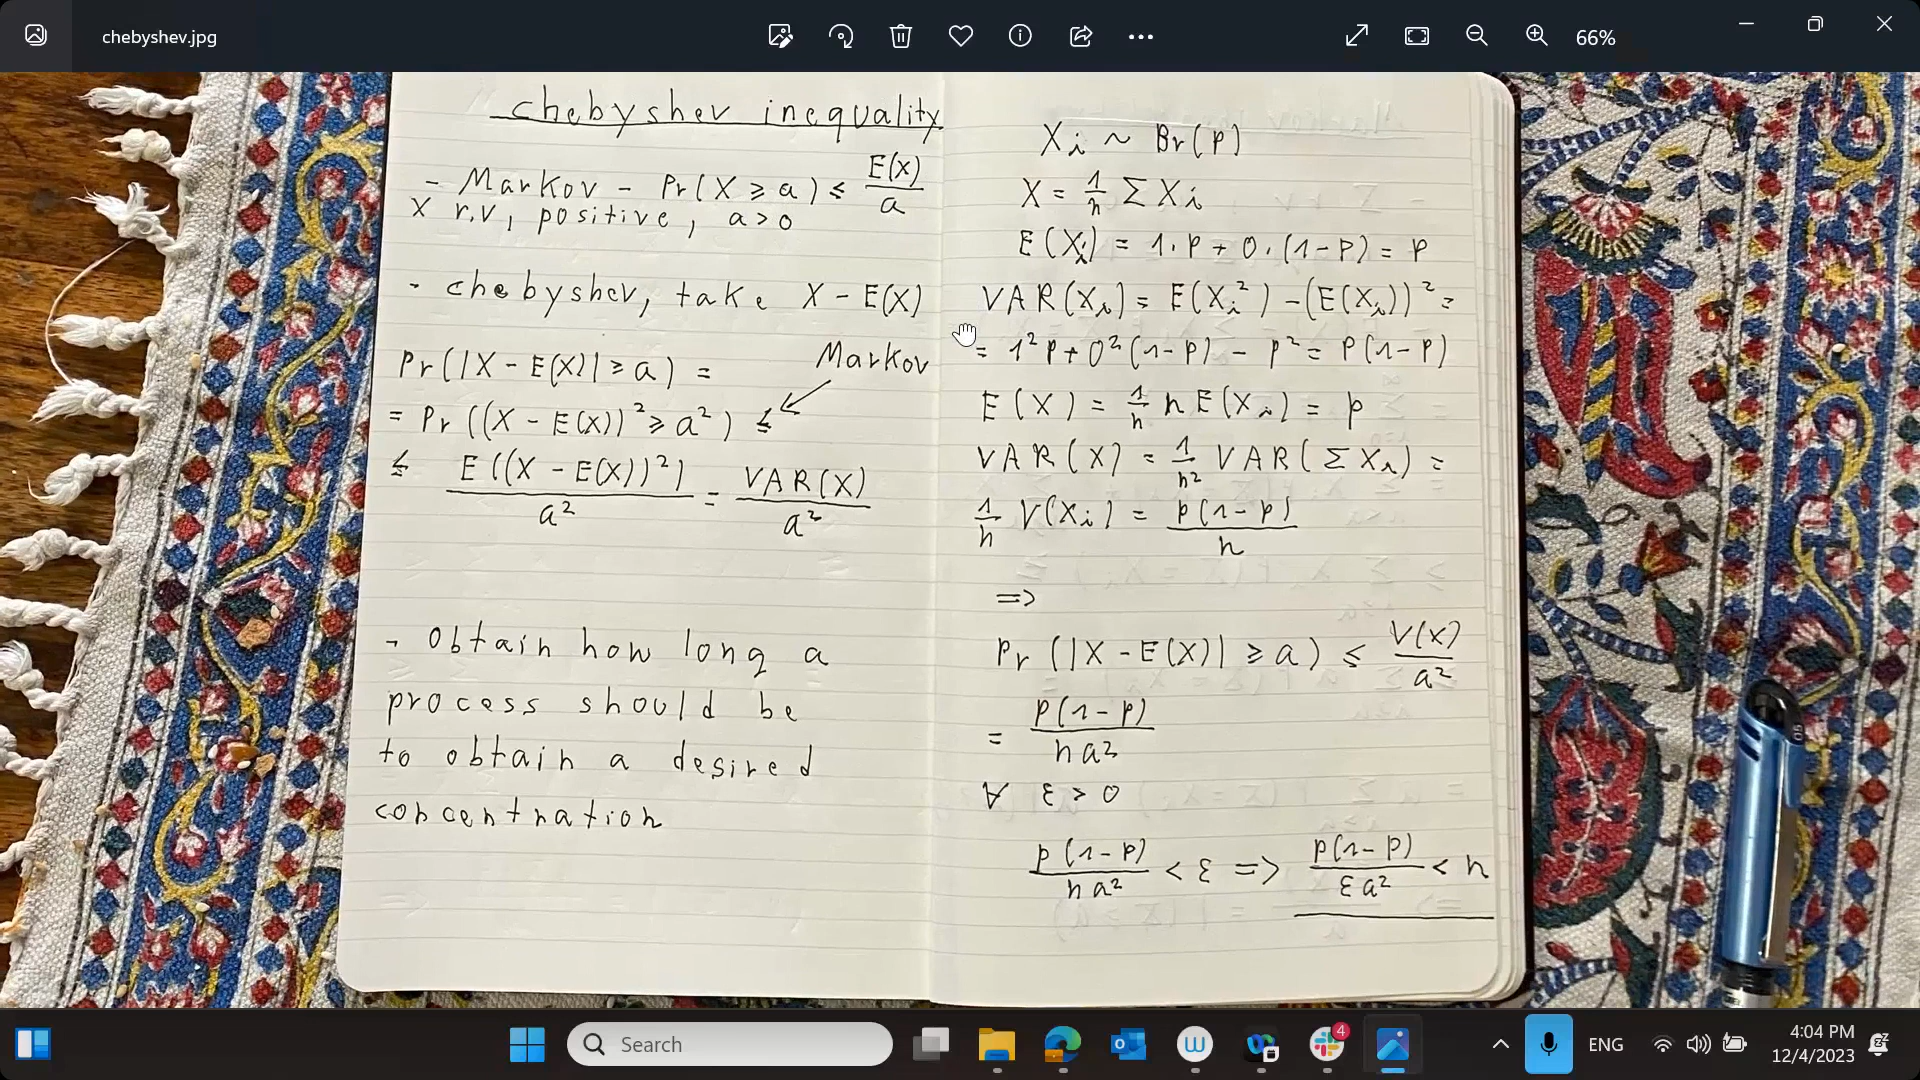 chebyshev.jpg
66%
chebyshev inequality
- Markov - Pr(X ≥ a) ≤ E(X)/a
X r.v, positive, a>0
- chebyshev, take X - E(X)
Pr(|X - E(X)| ≥ a) =
Markov
= Pr((X - E(X))² ≥ a²) ≤
≤ E((X - E(X))²)/a² = VAR(X)/a²
- obtain how long a
process should be
to obtain a desired
concentration
Xi ~ Br(p)
X = 1/n Σ Xi
E(Xi) = 1.p + 0.(1-p) = p
VAR(Xi) = E(Xi²) - (E(Xi))² =
= 1²p + 0²(1-p) - p² = p(1-p)
E(X) = 1/n n E(Xi) = p
VAR(X) = 1/n² VAR(Σ Xi) =
1/n V(Xi) = p(1-p)/n
=>
Pr(|X - E(X)| ≥ a) ≤ V(X)/a²
= p(1-p)/na²
∀ ε > 0
p(1-p)/na² < ε => p(1-p)/εa² < n
Search
4
ENG
4:04 PM
12/4/2023